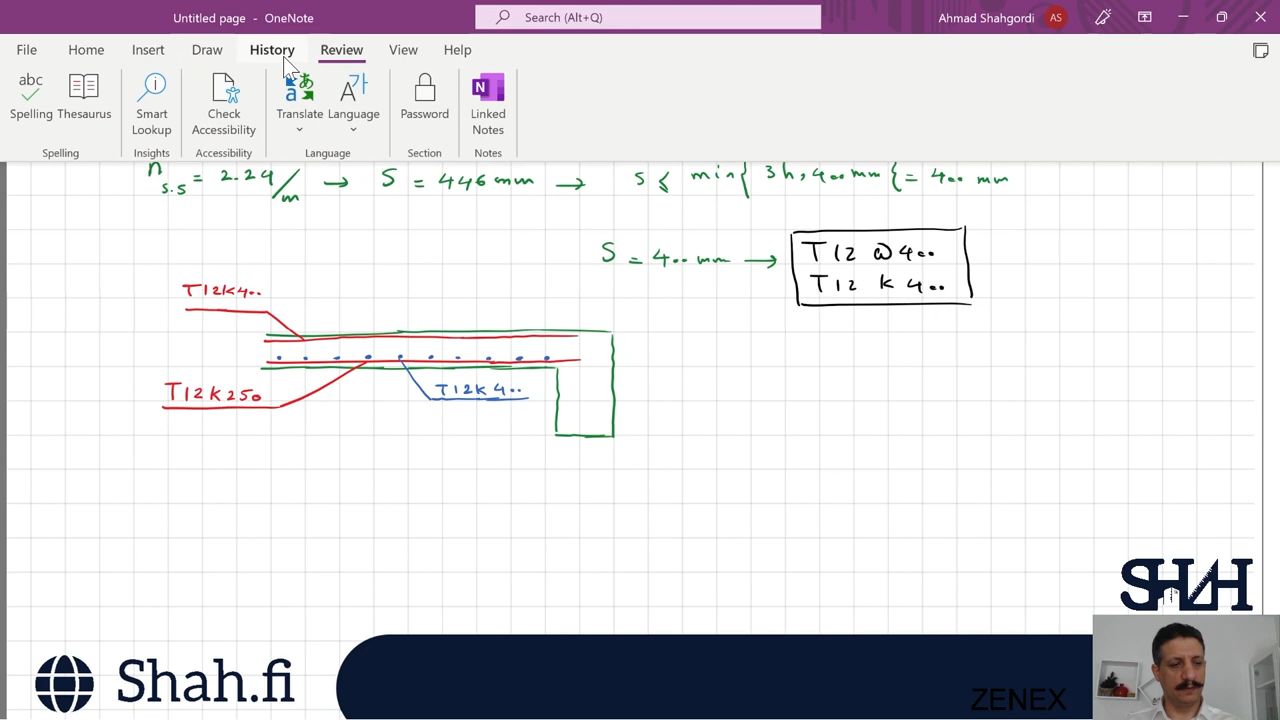 Untitled page - OneNote
Search (Alt+Q)
Ahmad Shahgordi
AS
File Home Insert Draw History Review View Help
abc
Spelling
Thesaurus
Smart
Lookup
Check
Accessibility
Translate
Language
Password
Linked
Notes
Spelling Insights Accessibility Language Section Notes
n s.s = 2.24/m → S = 446 mm → S ≤ min{ 3h, 400 mm { = 400 mm
S = 400 mm → T12 @ 400
T12 K 400
T12K400
T12K250
T12K400
SHAH
Shah.fi
ZENEX